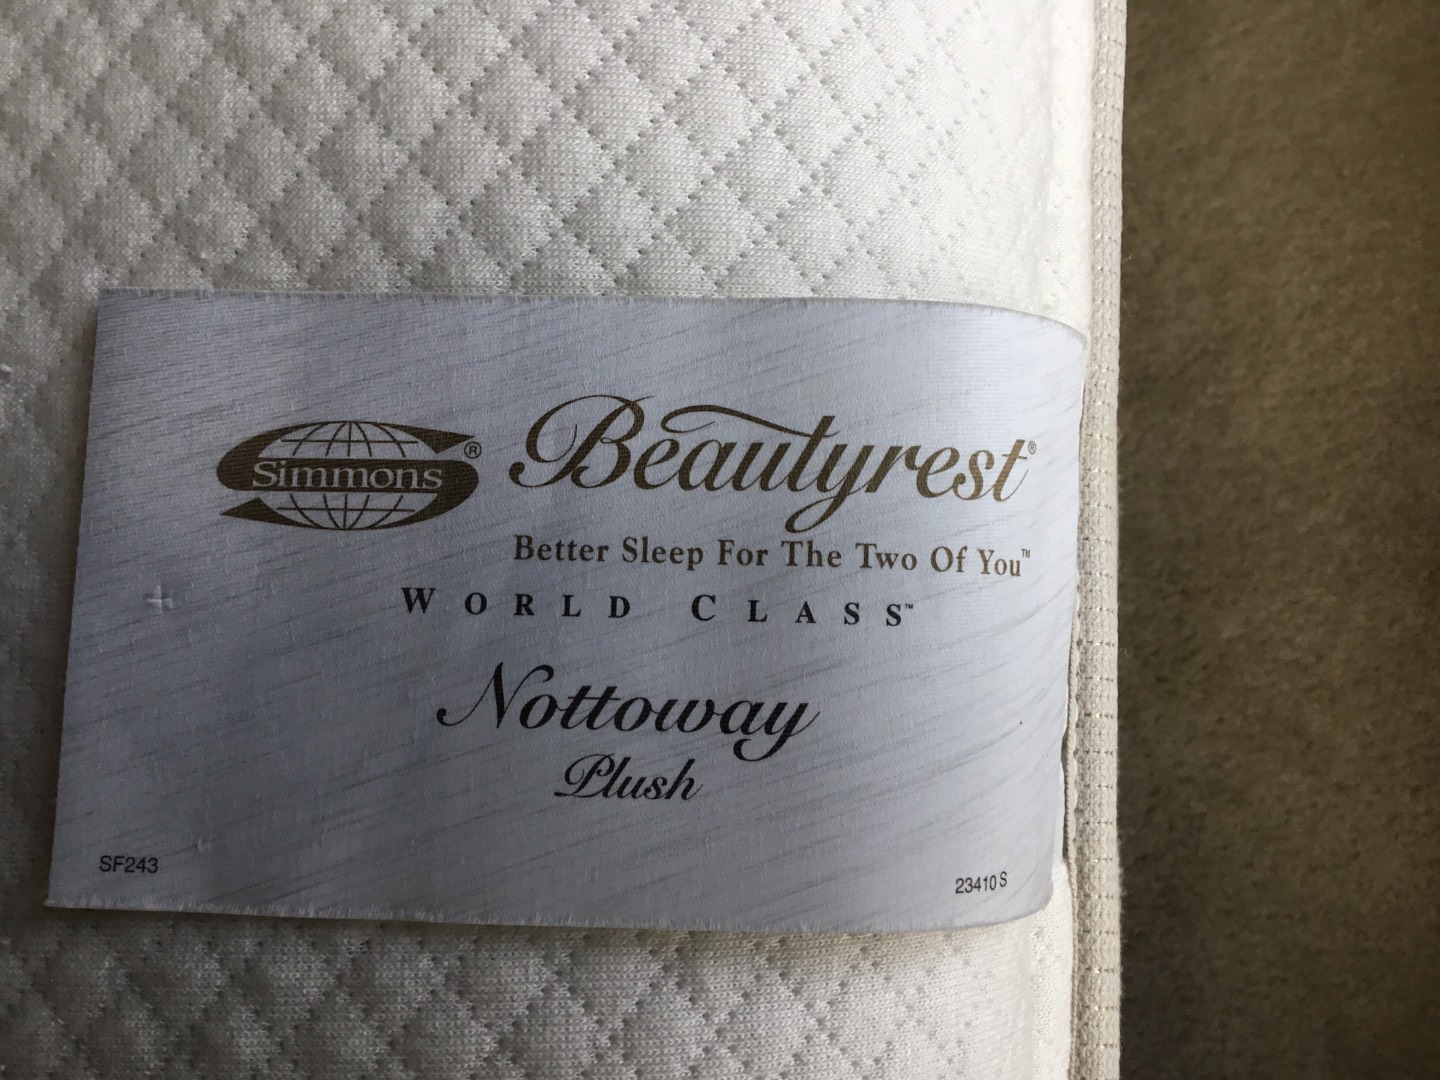 Simmons®
Beautyrest®
Better Sleep For The Two Of You™
WORLD CLASS™
Nottoway
Plush
SF243
23410 S